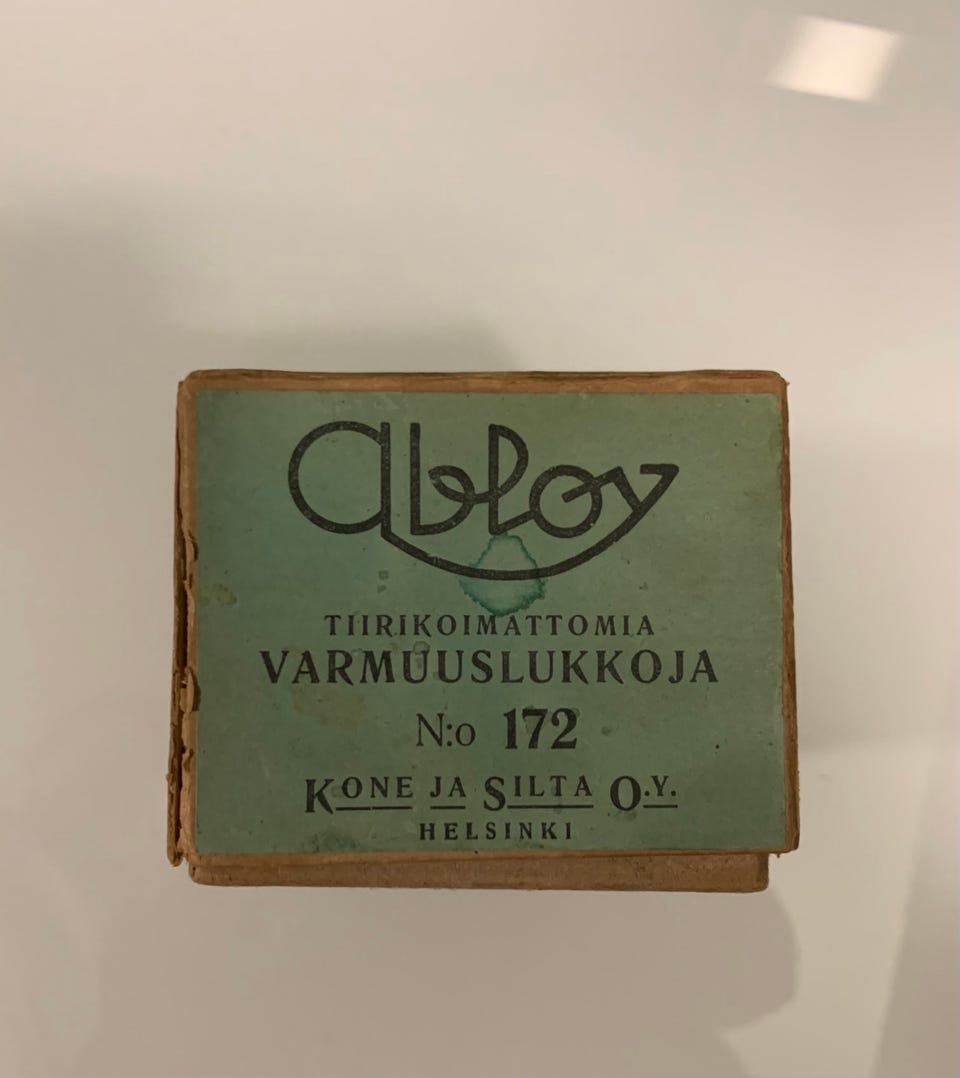 Abloy
TIIRIKOIMATTOMIA
VARMUUSLUKKOJA
N:o 172
KONE JA SILTA O.Y.
HELSINKI